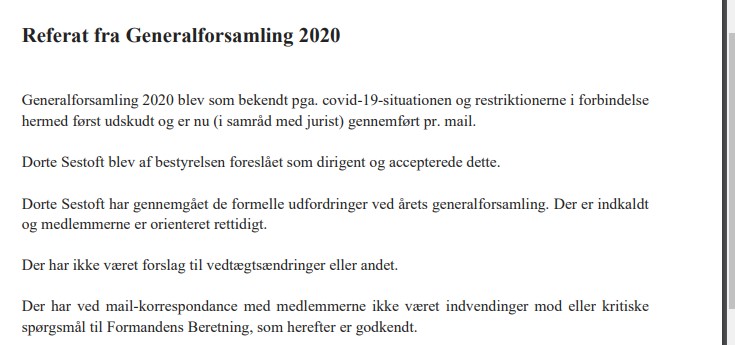 Referat fra Generalforsamling 2020
Generalforsamling 2020 blev som bekendt pga. covid-19-situationen og restriktionerne i forbindelse
hermed først udskudt og er nu (i samråd med jurist) gennemført pr. mail.
Dorte Sestoft blev af bestyrelsen foreslået som dirigent og accepterede dette.
Dorte Sestoft har gennemgået de formelle udfordringer ved årets generalforsamling. Der er indkaldt
og medlemmerne er orienteret rettidigt.
Der har ikke været forslag til vedtægtsændringer eller andet.
Der har ved mail-korrespondance med medlemmerne ikke været indvendinger mod eller kritiske
spørgsmål til Formandens Beretning, som herefter er godkendt.